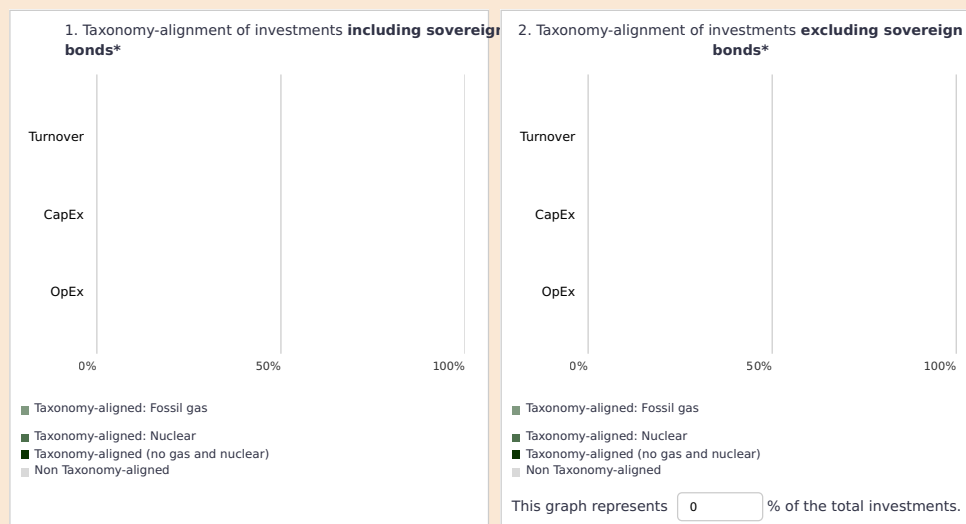 1. Taxonomy-alignment of investments including sovereign
bonds*
Turnover
CapEx
OpEx
0% 50% 100%
Taxonomy-aligned: Fossil gas
Taxonomy-aligned: Nuclear
Taxonomy-aligned (no gas and nuclear)
Non Taxonomy-aligned
2. Taxonomy-alignment of investments excluding sovereign
bonds*
Turnover
CapEx
OpEx
0% 50% 100%
Taxonomy-aligned: Fossil gas
Taxonomy-aligned: Nuclear
Taxonomy-aligned (no gas and nuclear)
Non Taxonomy-aligned
This graph represents 0 % of the total investments.